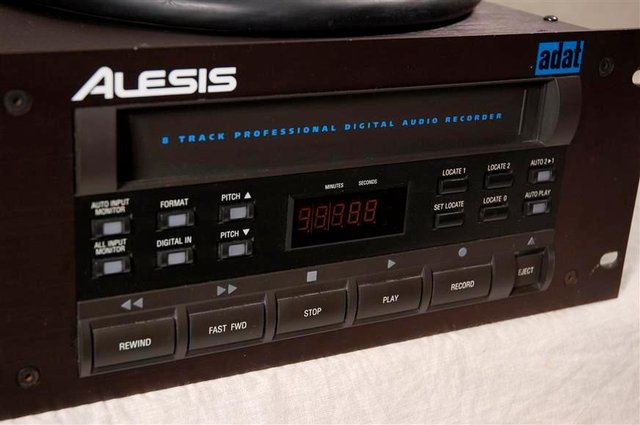 ALESIS
adat
8 TRACK PROFESSIONAL DIGITAL AUDIO RECORDER
AUTO INPUT
MONITOR
FORMAT
PITCH ▲
MINUTES SECONDS
LOCATE 1
LOCATE 2
AUTO 2▸1
ALL INPUT
MONITOR
DIGITAL IN
PITCH ▼
SET LOCATE
LOCATE 0
AUTO PLAY
REWIND
FAST FWD
STOP
PLAY
RECORD
EJECT